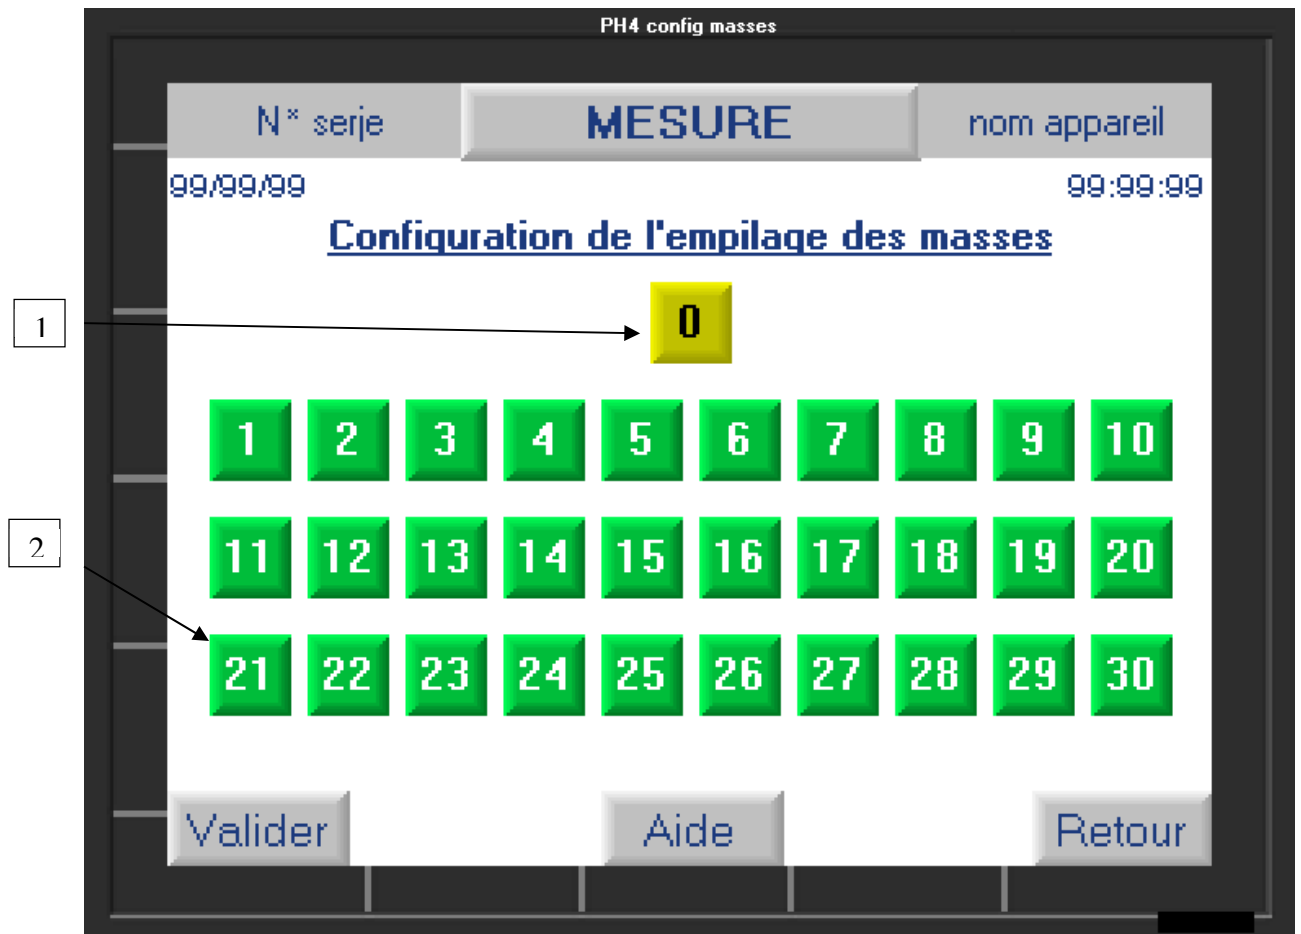 PH4 config masses
N* serje MESURE nom appareil
99/99/99 99:99:99
Configuration de l'empilage des masses
1
0
1 2 3 4 5 6 7 8 9 10
2
11 12 13 14 15 16 17 18 19 20
21 22 23 24 25 26 27 28 29 30
Valider Aide Retour